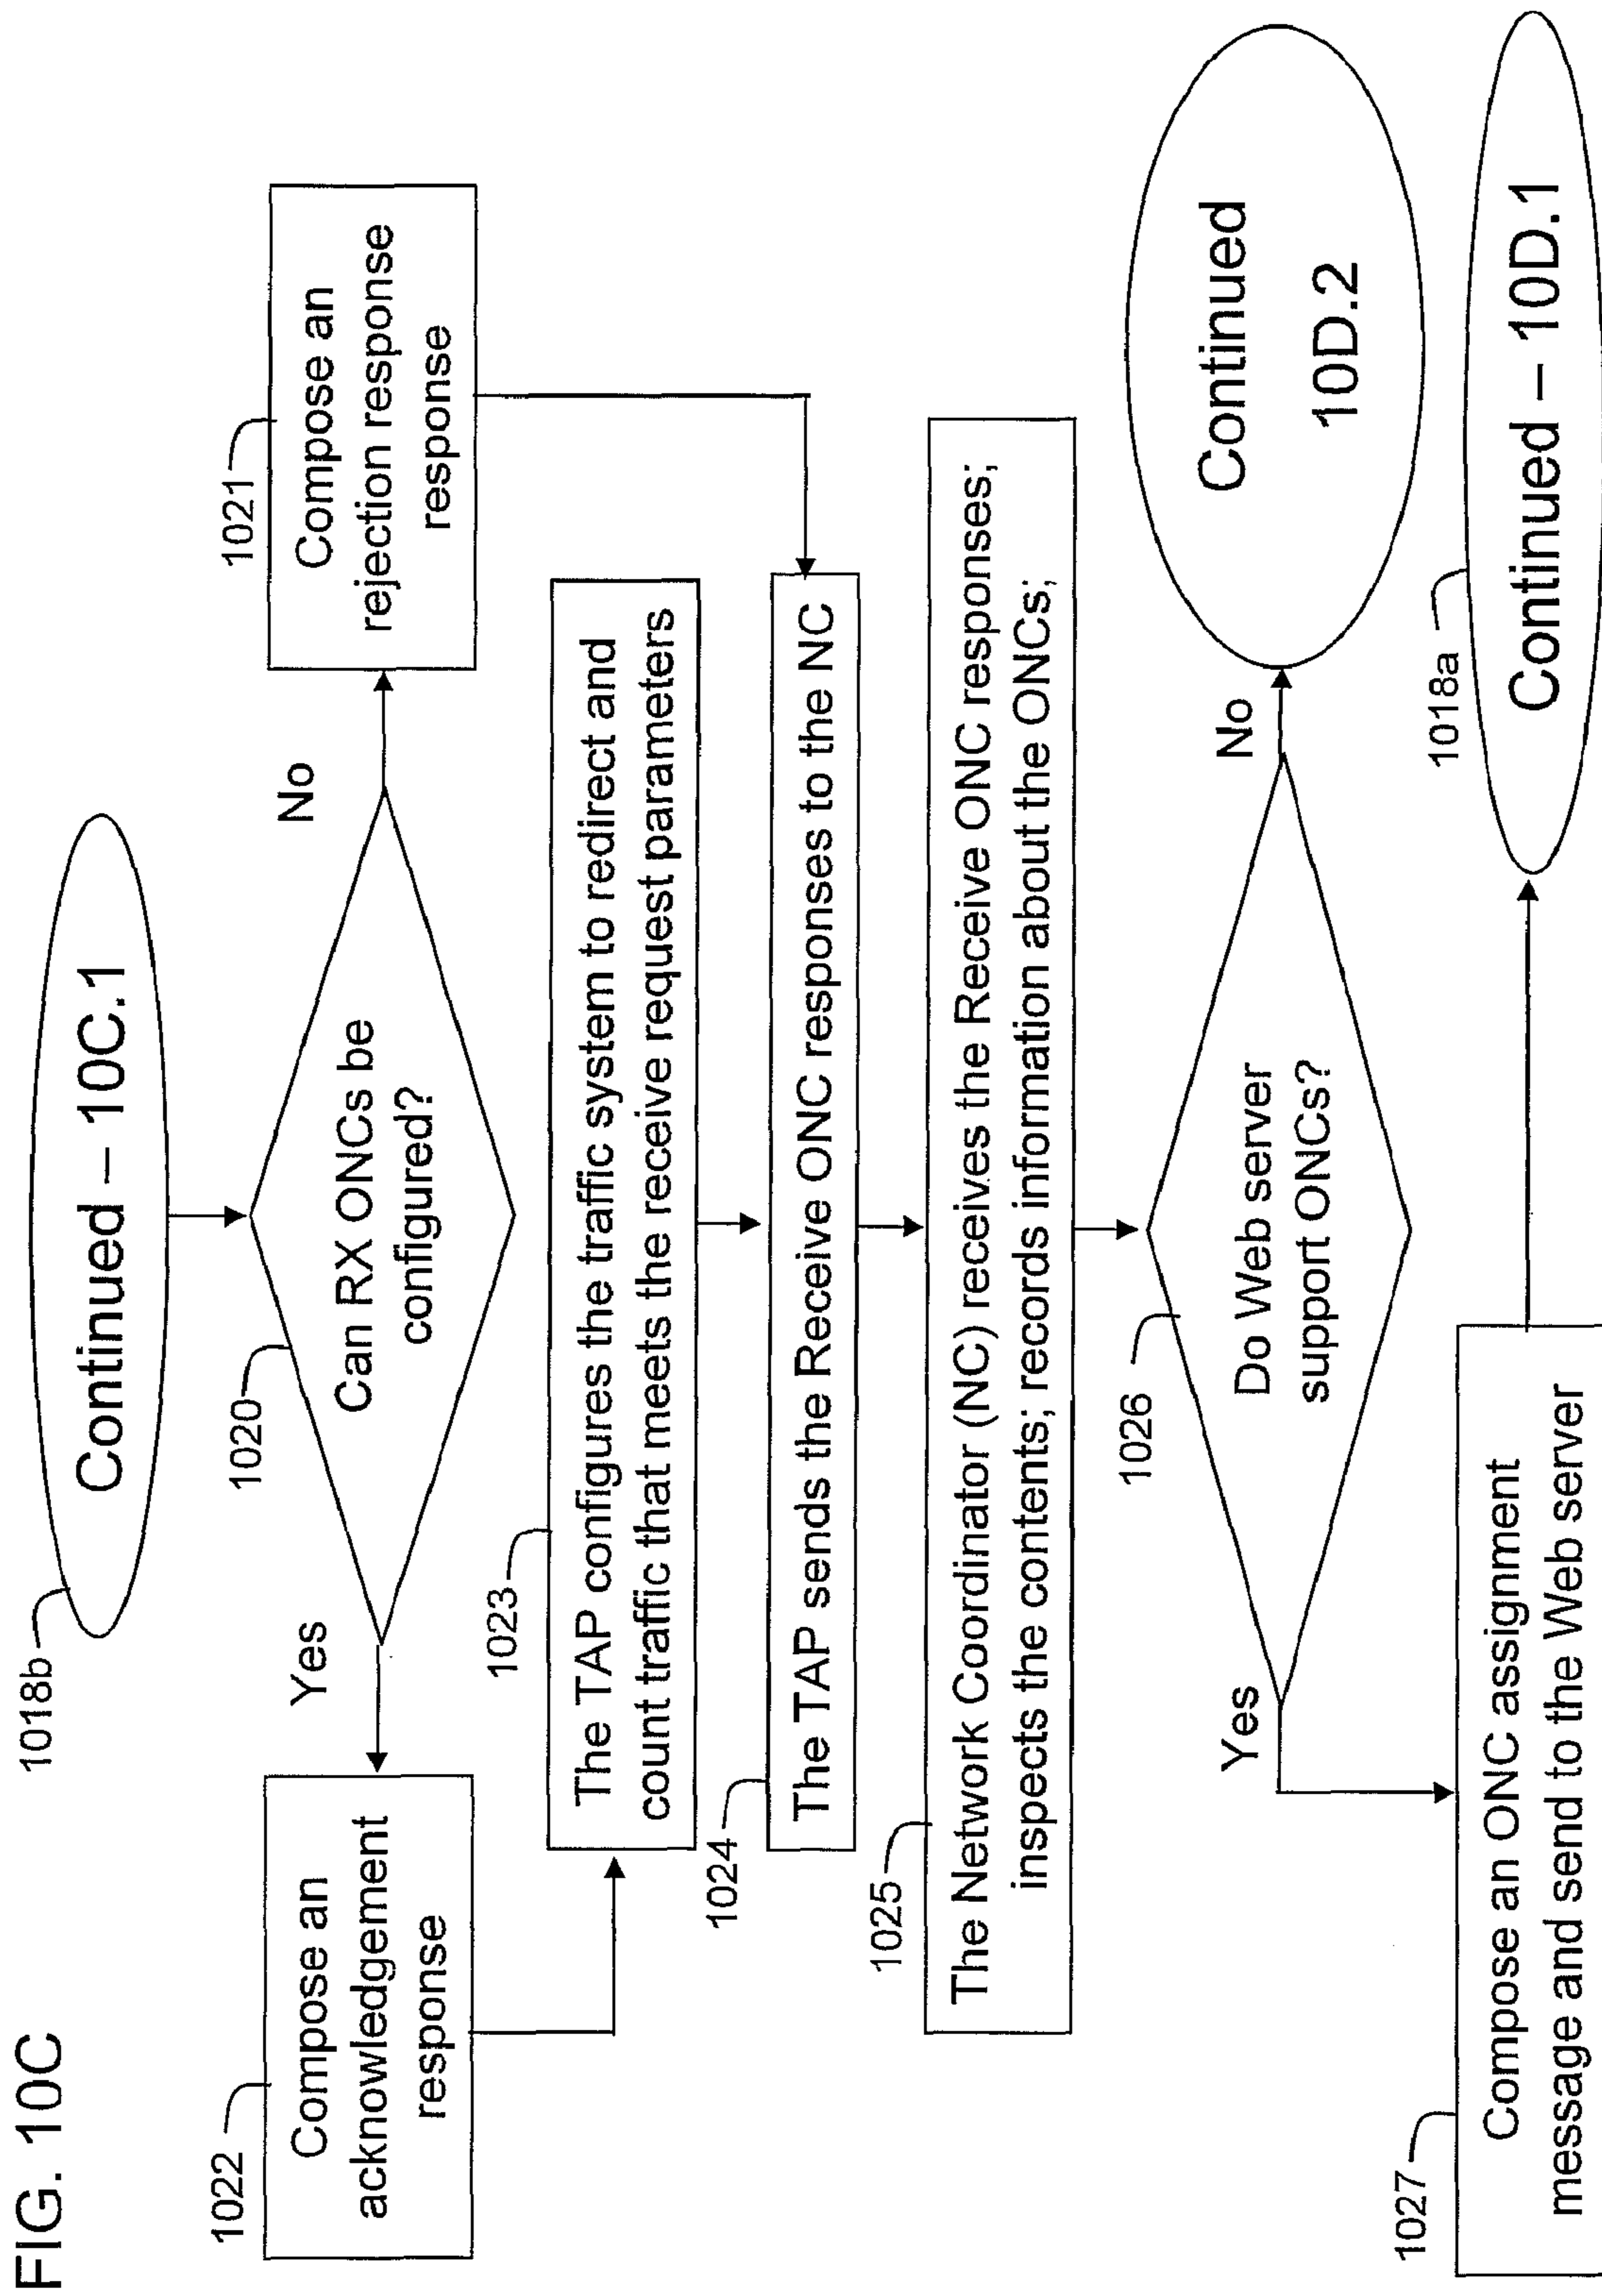 FIG. 10C
1018b
Continued – 10C.1
1020
Can RX ONCs be
configured?
Yes
No
1022
Compose an
acknowledgement
response
1021
Compose an
rejection response
response
1023
The TAP configures the traffic system to redirect and
count traffic that meets the receive request parameters
1024
The TAP sends the Receive ONC responses to the NC
1025
The Network Coordinator (NC) receives the Receive ONC responses;
inspects the contents; records information about the ONCs;
1026
Do Web server
support ONCs?
Yes
No
Continued
10D.2
1027
Compose an ONC assignment
message and send to the Web server
1018a
Continued – 10D.1